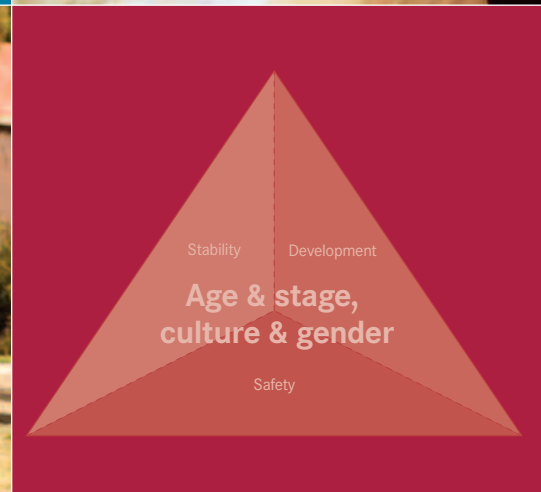 Stability
Development
Age & stage,
culture & gender
Safety